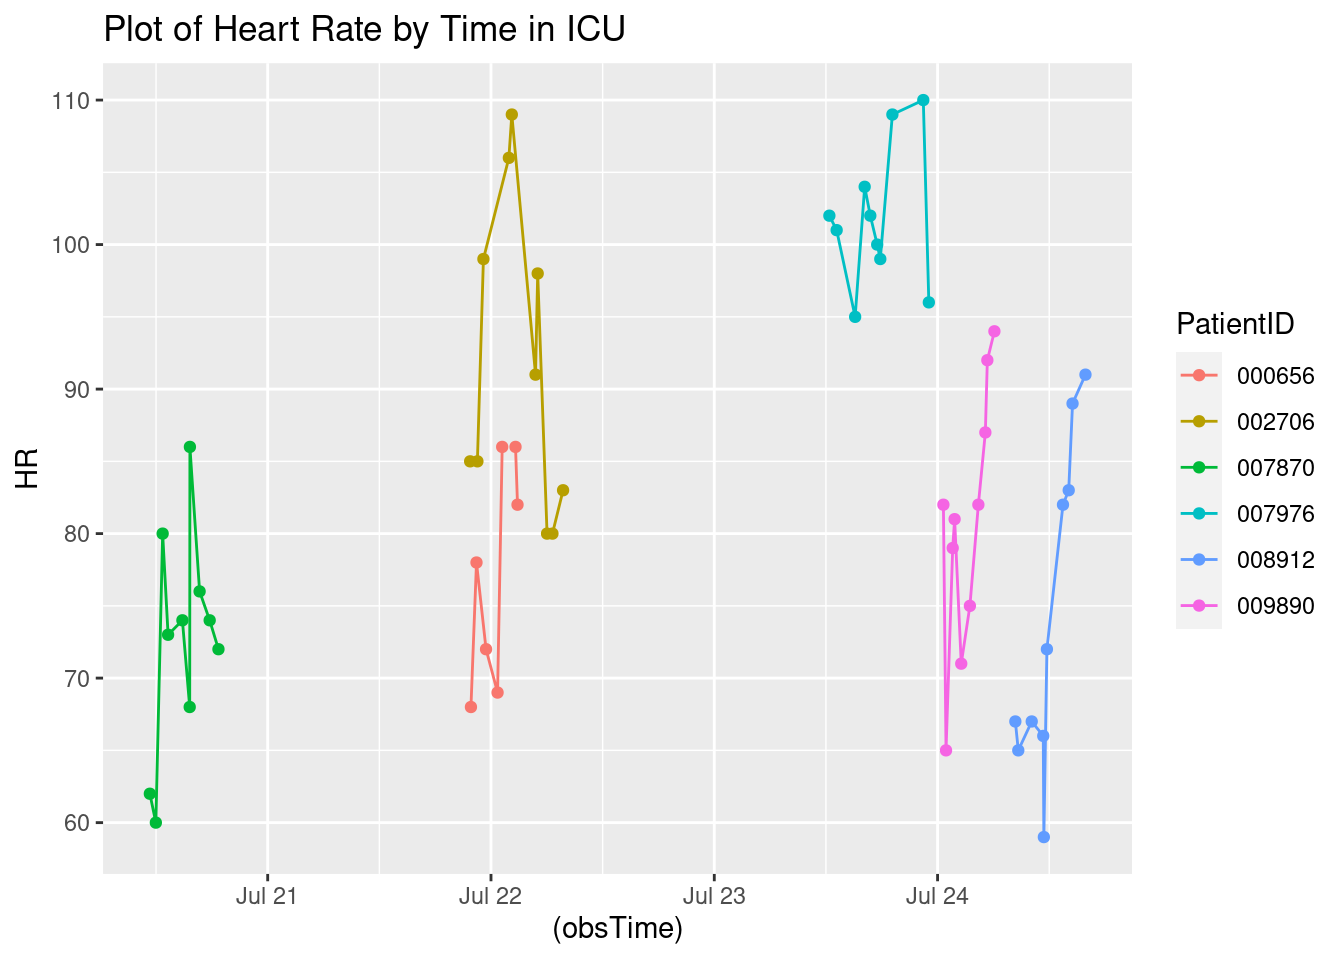 Plot of Heart Rate by Time in ICU
110
100
90
80
70
60
HR
Jul 21
Jul 22
Jul 23
Jul 24
(obsTime)
PatientID
000656
002706
007870
007976
008912
009890